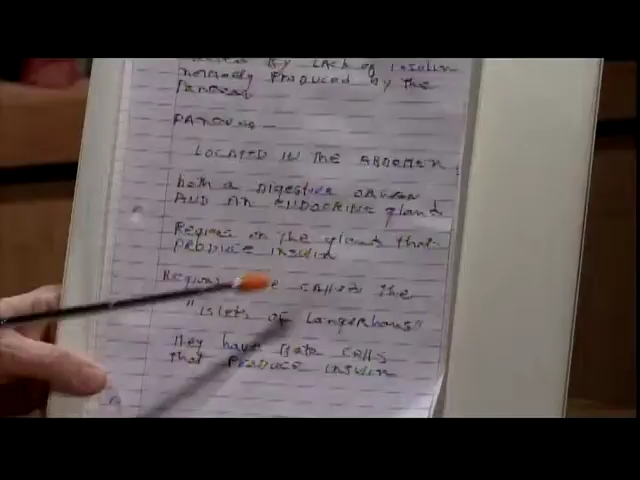 by lack of insulin
normally produced by the
Pancreas
LOCATED IN THE ABDOMEN
both a Digestive organ
AND AN ENDOCRINE gland
Regions on The glands that
PRODUCE INSULIN
called the
"Islets of Langerhans"
They have Beta cells
that PRODUCE INSULIN